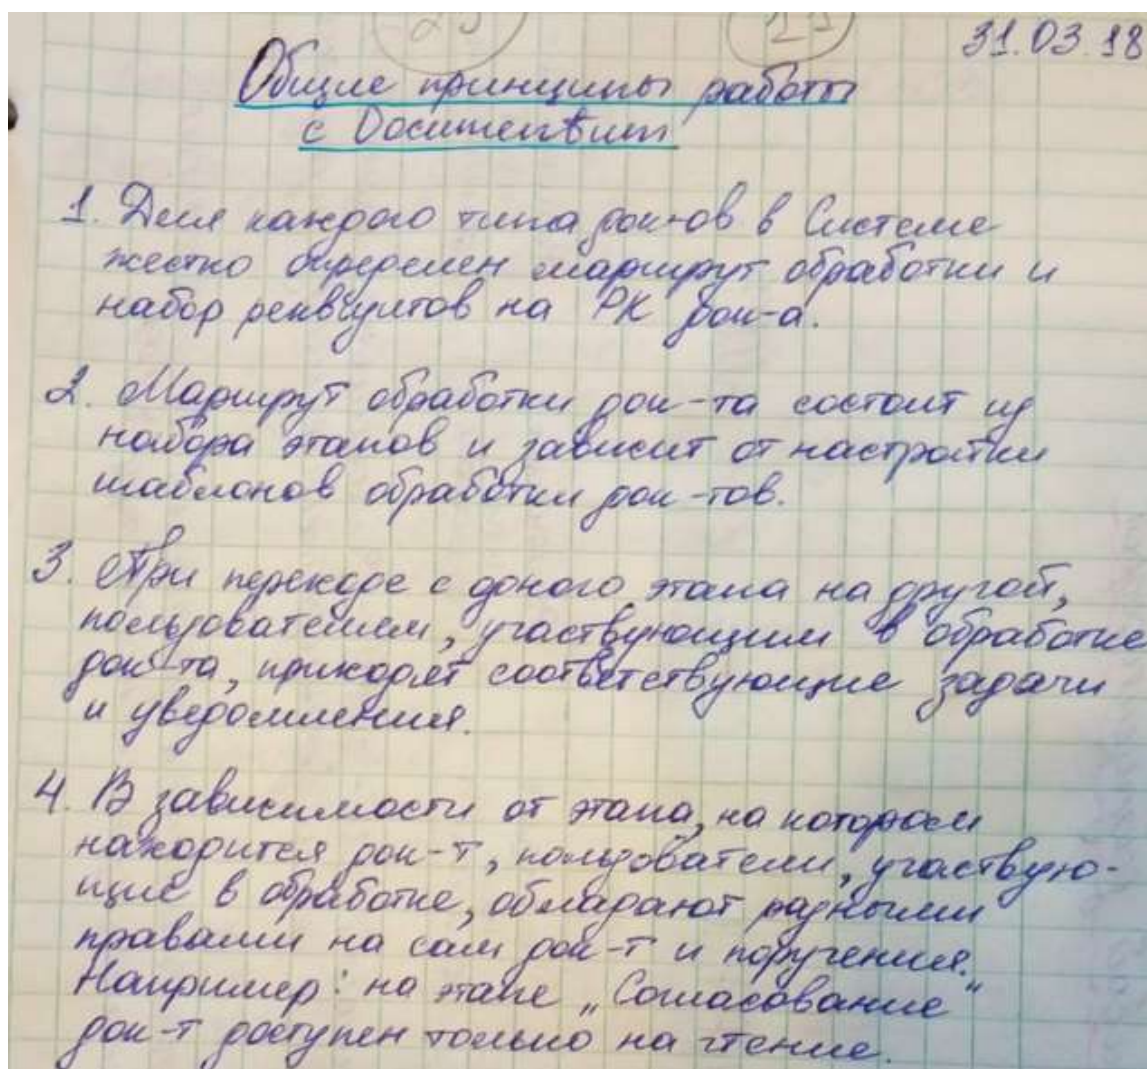 31.03.18
Общие принципы работы
с Documentum
1. Для каждого типа док-ов в Системе
жестко определен маршрут обработки и
набор реквизитов на РК док-а.
2. Маршрут обработки док-та состоит из
набора этапов и зависит от настройки
шаблонов обработки док-тов.
3. При переходе с доного этапа на другой,
пользователем, участвующим в обработке
док-та, приходят соответствующие задачи
и уведомления.
4. В зависимости от этапа, на котором
находится док-т, пользователи, участвую-
щие в обработке, обладают разными
правами на сам док-т и поручения.
Например: на этапе „Согласование“
док-т доступен только на чтение.